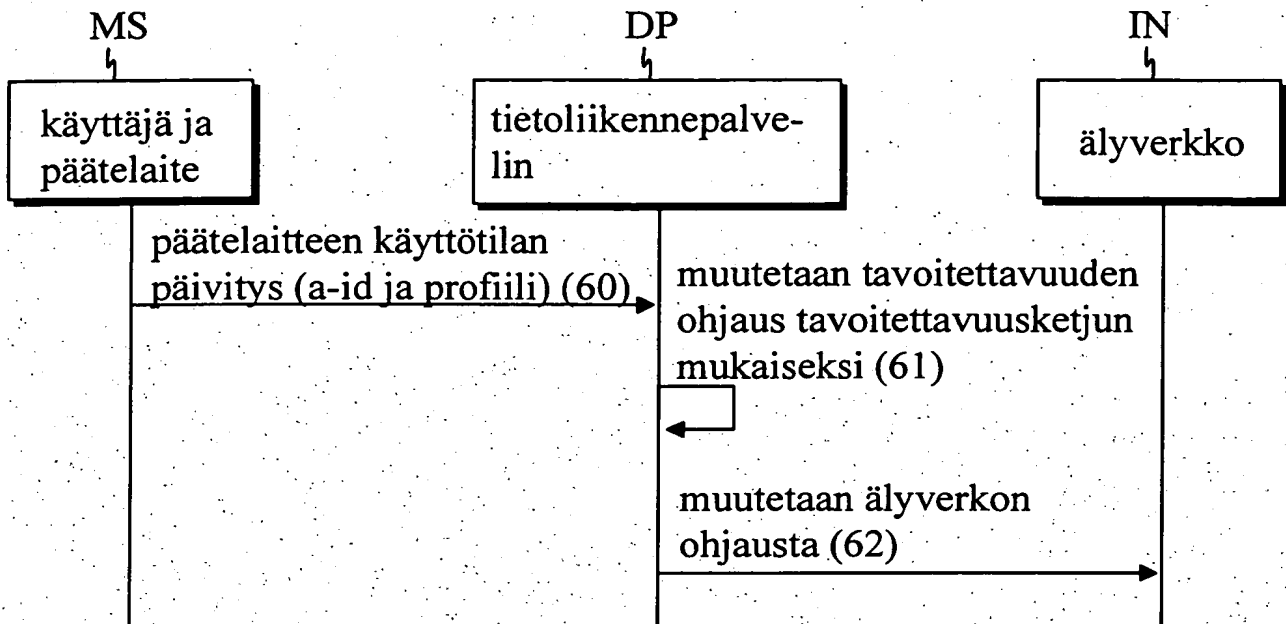 MS
DP
IN
käyttäjä ja
päätelaite
tietoliikennepalve-
lin
älyverkko
päätelaitteen käyttötilan
päivitys (a-id ja profiili) (60)
muutetaan tavoitettavuuden
ohjaus tavoitettavuusketjun
mukaiseksi (61)
muutetaan älyverkon
ohjausta (62)